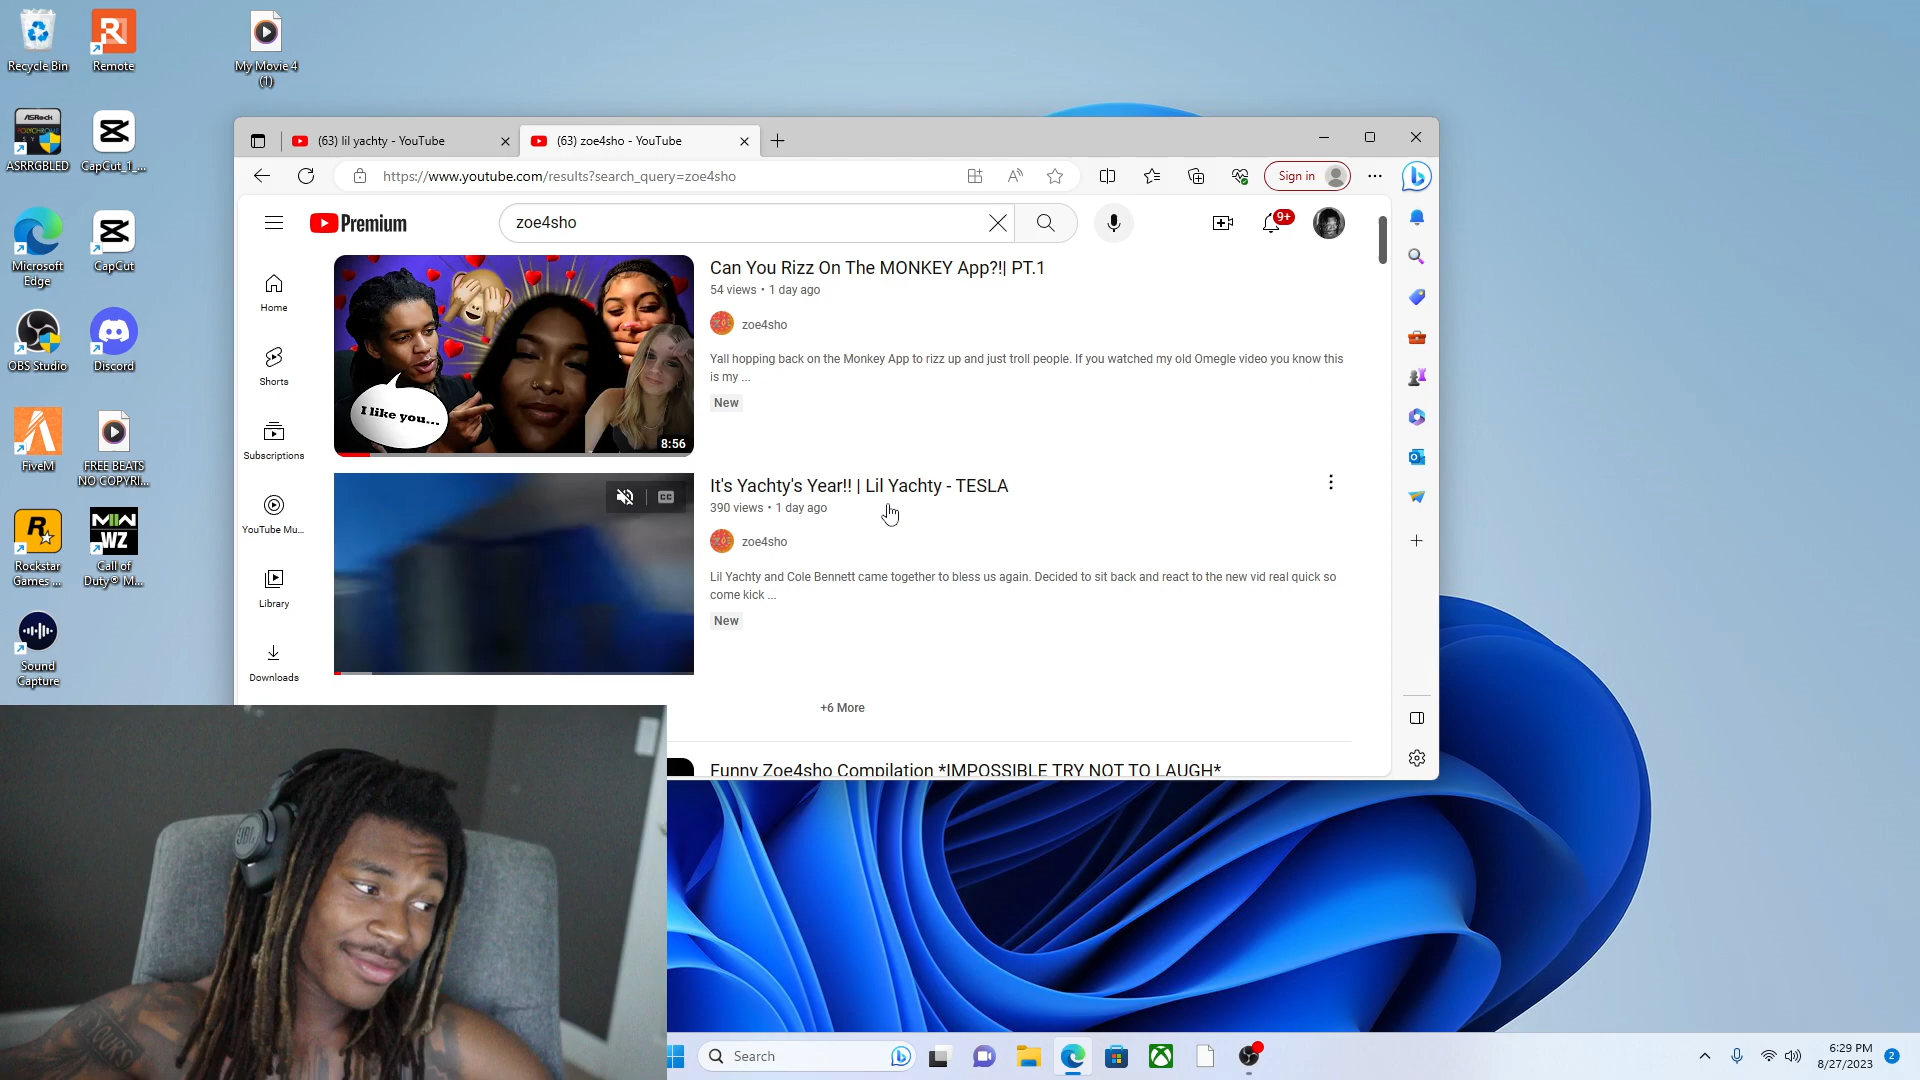 Recycle Bin
Remote
My Movie 4
(1)
ASRock
POLYCHROME
ASRRGBLED
CapCut_1_...
Microsoft
Edge
CapCut
OBS Studio
Discord
FiveM
FREE BEATS
NO COPYRI...
MWII
WZ
Rockstar
Games ...
Call of
Duty® M...
Sound
Capture
(63) lil yachty - YouTube
(63) zoe4sho - YouTube
https://www.youtube.com/results?search_query=zoe4sho
Sign in
Premium
zoe4sho
9+
Home
Shorts
Subscriptions
YouTube Mu...
Library
Downloads
I like you...
8:56
Can You Rizz On The MONKEY App?!| PT.1
54 views • 1 day ago
zoe4sho
Yall hopping back on the Monkey App to rizz up and just troll people. If you watched my old Omegle video you know this
is my ...
New
CC
It's Yachty's Year!! | Lil Yachty - TESLA
390 views • 1 day ago
zoe4sho
Lil Yachty and Cole Bennett came together to bless us again. Decided to sit back and react to the new vid real quick so
come kick ...
New
+6 More
Funny Zoe4sho Compilation *IMPOSSIBLE TRY NOT TO LAUGH*
JBL
Search
6:29 PM
8/27/2023
2